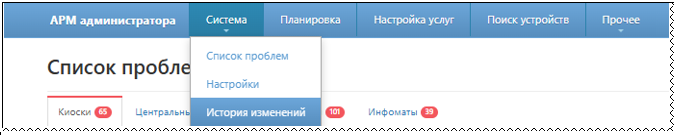 АРМ администратора Система Планировка Настройка услуг Поиск устройств Прочее
Список пробле
Список проблем
Настройки
История изменений
Киоски 65 Центральны 101 Инфоматы 39